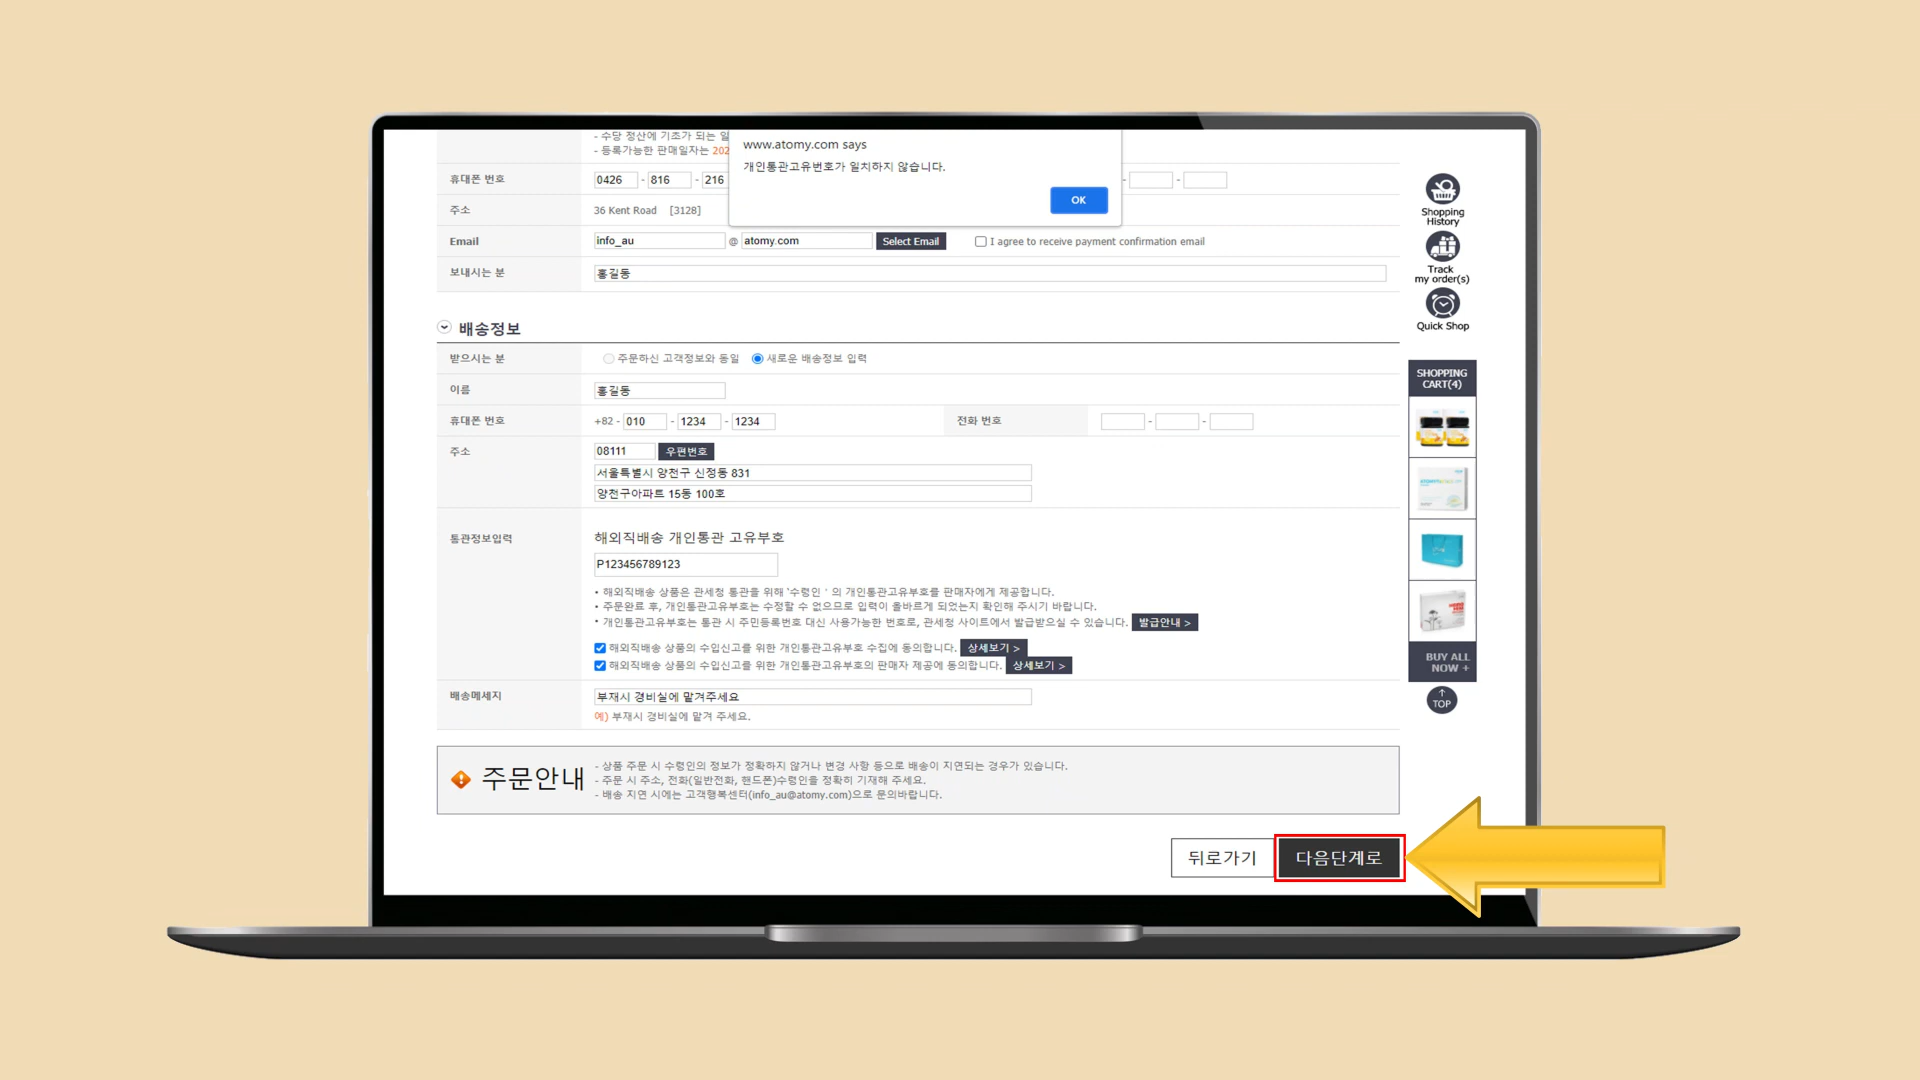 - 수당 정산에 기초가 되는 일
- 등록가능한 판매일자는 202
www.atomy.com says
개인통관고유번호가 일치하지 않습니다.
OK
휴대폰 번호
0426 - 816 - 216
- -
주소
36 Kent Road [3128]
Email
info_au @ atomy.com Select Email I agree to receive payment confirmation email
보내시는 분
홍길동
배송정보
받으시는 분
주문하신 고객정보와 동일 새로운 배송정보 입력
이름
홍길동
휴대폰 번호
+82 - 010 - 1234 - 1234
전화 번호
- -
주소
08111 우편번호
서울특별시 양천구 신정동 831
양천구아파트 15동 100호
통관정보입력
해외직배송 개인통관 고유부호
P123456789123
• 해외직배송 상품은 관세청 통관을 위해 '수령인 ' 의 개인통관고유부호를 판매자에게 제공합니다.
• 주문완료 후, 개인통관고유부호는 수정할 수 없으므로 입력이 올바르게 되었는지 확인해 주시기 바랍니다.
• 개인통관고유부호는 통관 시 주민등록번호 대신 사용가능한 번호로, 관세청 사이트에서 발급받으실 수 있습니다. 발급안내 >
해외직배송 상품의 수입신고를 위한 개인통관고유부호 수집에 동의합니다. 상세보기 >
해외직배송 상품의 수입신고를 위한 개인통관고유부호의 판매자 제공에 동의합니다. 상세보기 >
배송메세지
부재시 경비실에 맡겨주세요
예) 부재시 경비실에 맡겨 주세요.
주문안내
- 상품 주문 시 수령인의 정보가 정확하지 않거나 변경 사항 등으로 배송이 지연되는 경우가 있습니다.
- 주문 시 주소, 전화(일반전화, 핸드폰)수령인을 정확히 기재해 주세요.
- 배송 지연 시에는 고객행복센터(info_au@atomy.com)으로 문의바랍니다.
뒤로가기
다음단계로
Shopping
History
Track
my order(s)
Quick Shop
SHOPPING
CART(4)
BUY ALL
NOW +
↑
TOP